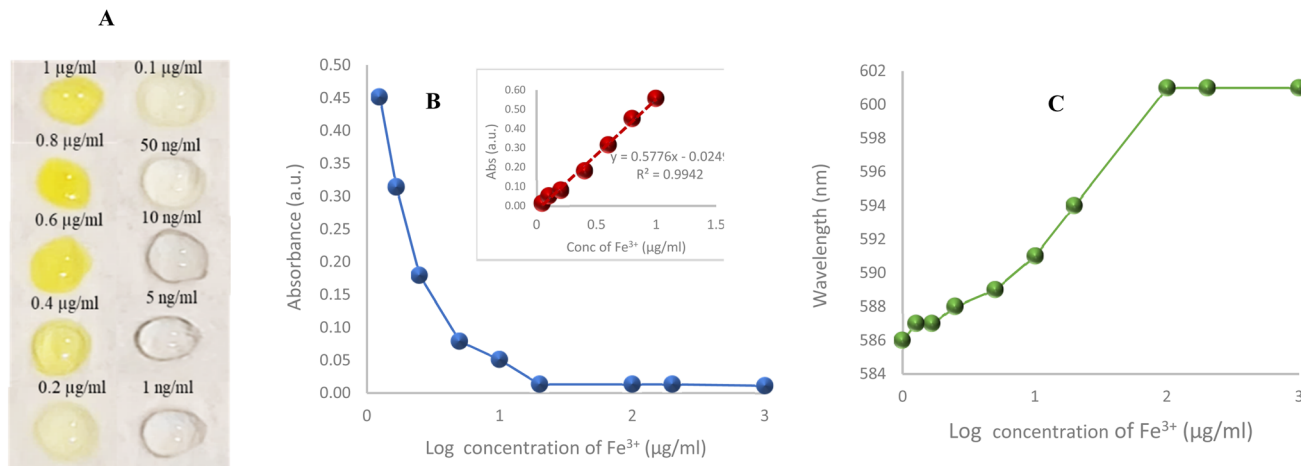 A
1 µg/ml 0.1 µg/ml
0.8 µg/ml 50 ng/ml
0.6 µg/ml 10 ng/ml
0.4 µg/ml 5 ng/ml
0.2 µg/ml 1 ng/ml
B
Absorbance (a.u.)
0.50
0.45
0.40
0.35
0.30
0.25
0.20
0.15
0.10
0.05
0.00
0 1 2 3
Log concentration of Fe³⁺ (µg/ml)
Abs (a.u.)
0.60
0.50
0.40
0.30
0.20
0.10
0.00
y = 0.5776x - 0.0249
R² = 0.9942
0 0.5 1 1.5
Conc of Fe³⁺ (µg/ml)
C
Wavelength (nm)
602
600
598
596
594
592
590
588
586
584
0 1 2 3
Log concentration of Fe³⁺ (µg/ml)